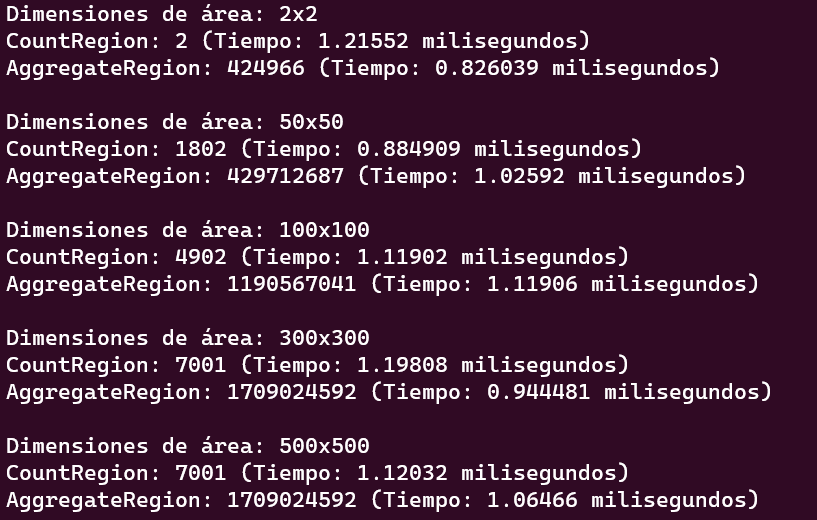 Dimensiones de área: 2x2
CountRegion: 2 (Tiempo: 1.21552 milisegundos)
AggregateRegion: 424966 (Tiempo: 0.826039 milisegundos)

Dimensiones de área: 50x50
CountRegion: 1802 (Tiempo: 0.884909 milisegundos)
AggregateRegion: 429712687 (Tiempo: 1.02592 milisegundos)

Dimensiones de área: 100x100
CountRegion: 4902 (Tiempo: 1.11902 milisegundos)
AggregateRegion: 1190567041 (Tiempo: 1.11906 milisegundos)

Dimensiones de área: 300x300
CountRegion: 7001 (Tiempo: 1.19808 milisegundos)
AggregateRegion: 1709024592 (Tiempo: 0.944481 milisegundos)

Dimensiones de área: 500x500
CountRegion: 7001 (Tiempo: 1.12032 milisegundos)
AggregateRegion: 1709024592 (Tiempo: 1.06466 milisegundos)